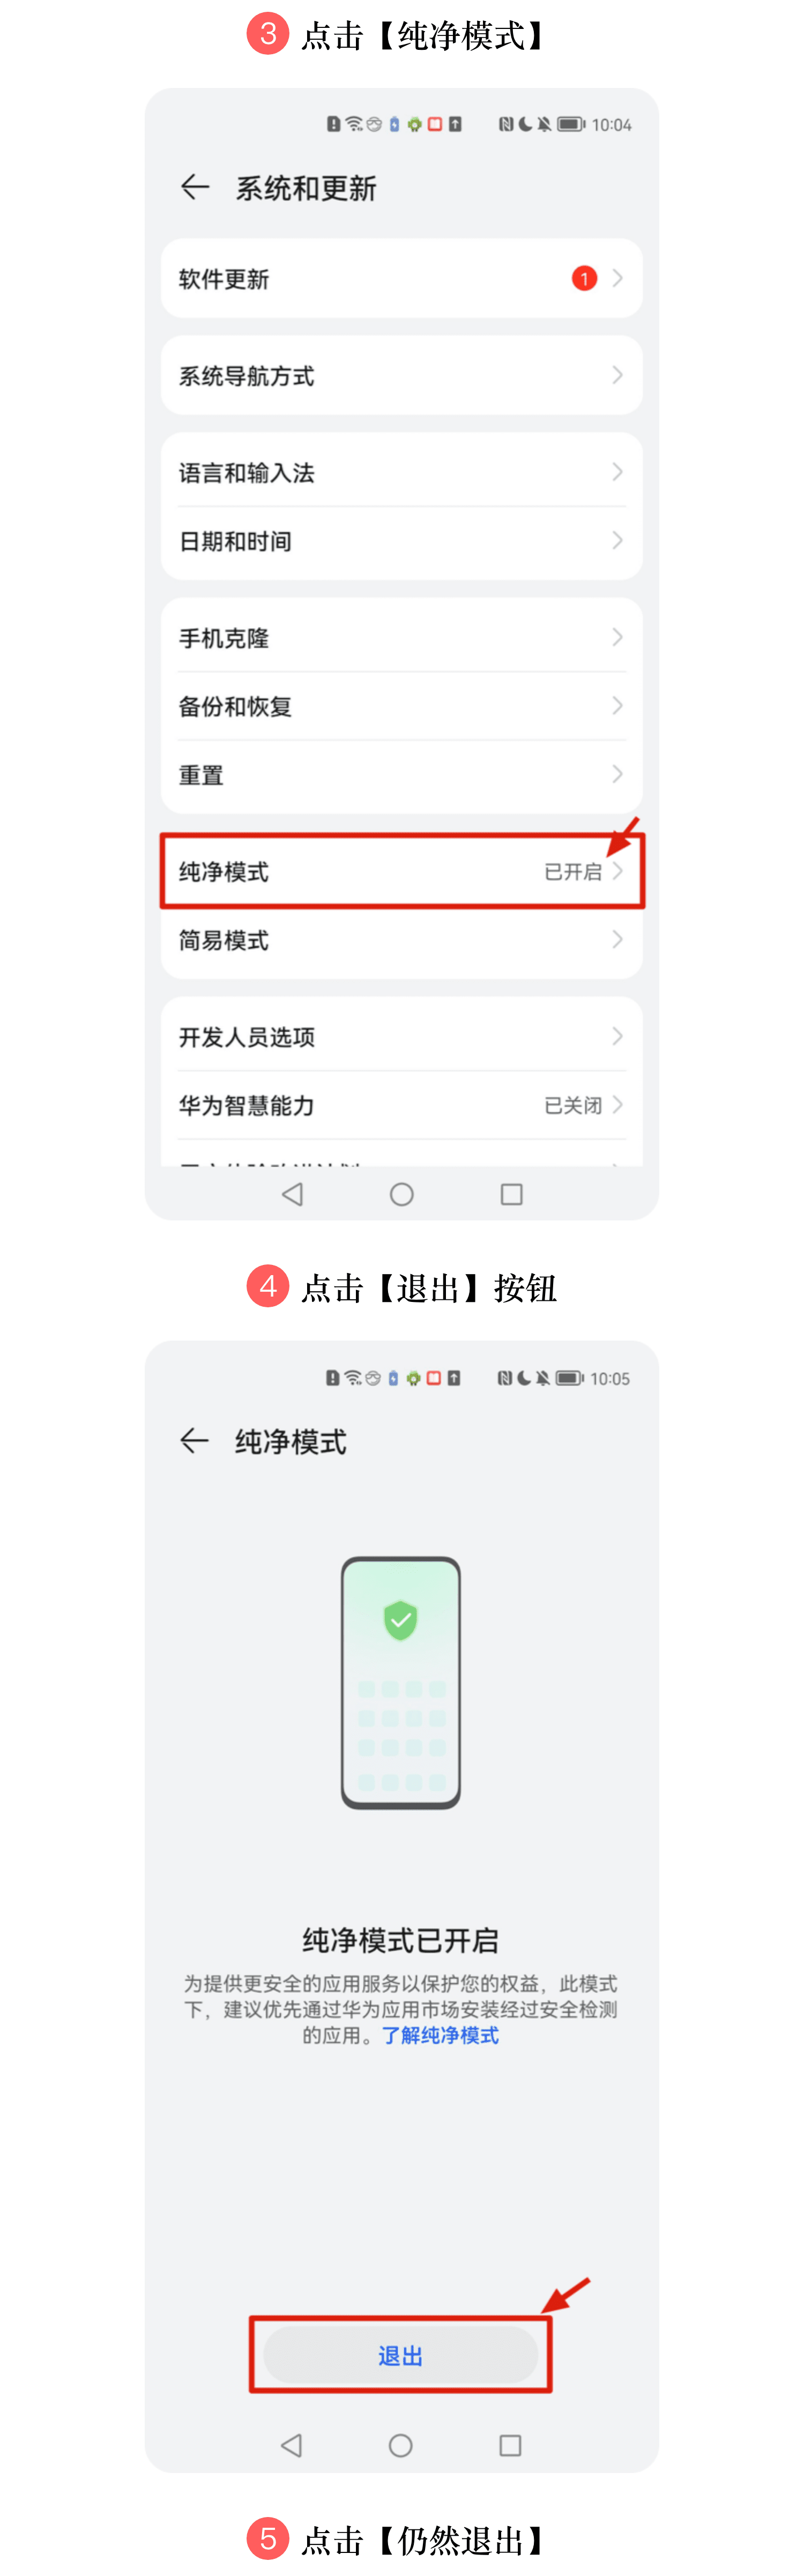 3 点击【纯净模式】
10:04
系统和更新
软件更新 1
系统导航方式
语言和输入法
日期和时间
手机克隆
备份和恢复
重置
纯净模式 已开启
简易模式
开发人员选项
华为智慧能力 已关闭
4 点击【退出】按钮
10:05
纯净模式
纯净模式已开启
为提供更安全的应用服务以保护您的权益，此模式
下，建议优先通过华为应用市场安装经过安全检测
的应用。了解纯净模式
退出
5 点击【仍然退出】